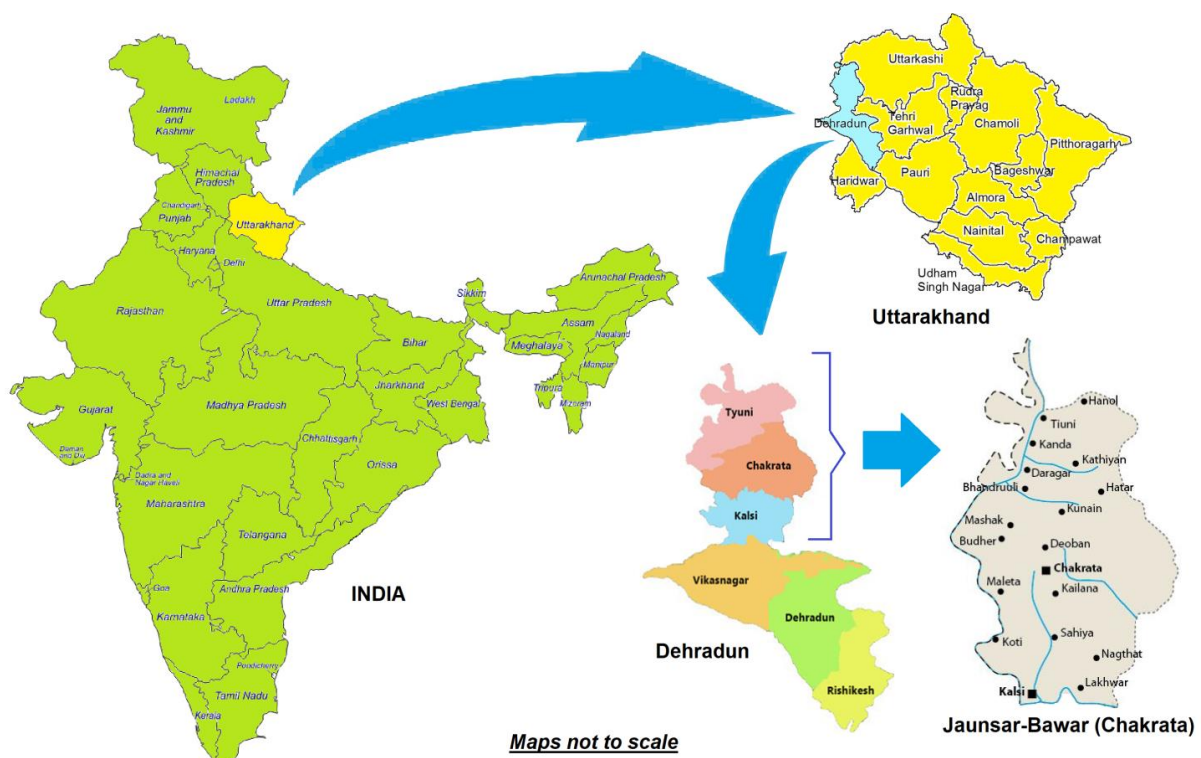 Ladakh
Jammu
and
Kashmir
Himachal
Pradesh
Chandigarh
Punjab
Uttarakhand
Haryana
Delhi
Rajasthan
Uttar Pradesh
Sikkim
Arunachal Pradesh
Assam
Nagaland
Meghalaya
Manipur
Bihar
Tripura
Mizoram
Jharkhand
West Bengal
Gujarat
Madhya Pradesh
Chhattisgarh
Orissa
Daman
and Diu
Dadra and
Nagar Haveli
Maharashtra
Telangana
Goa
Andhra Pradesh
Karnataka
Pondicherry
Tamil Nadu
Kerala
INDIA
Uttarkashi
Rudra
Prayag
Dehradun
Tehri
Garhwal
Chamoli
Pitthoragarh
Haridwar
Pauri
Bageshwar
Almora
Nainital
Champawat
Udham
Singh Nagar
Uttarakhand
Tyuni
Chakrata
Kalsi
Vikasnagar
Dehradun
Rishikesh
Dehradun
Hanol
Tiuni
Kanda
Kathiyan
Daragar
Bhandrubli
Hatar
Kunain
Mashak
Budher
Deoban
Chakrata
Maleta
Kailana
Koti
Sahiya
Nagthat
Lakhwar
Kalsi
Jaunsar-Bawar (Chakrata)
Maps not to scale